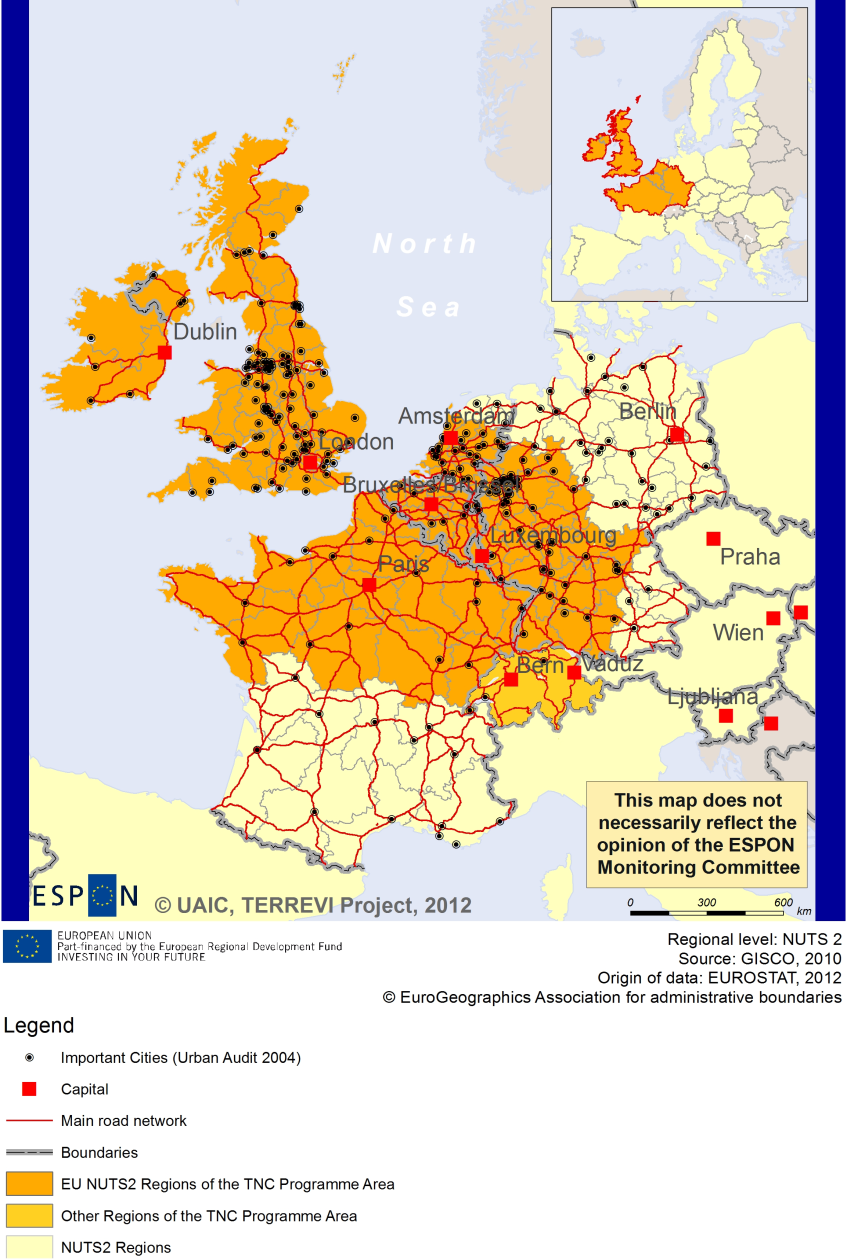 North
Sea
Dublin
London
Amsterdam
Berlin
Bruxelles/Brussel
Luxembourg
Paris
Praha
Wien
Bern
Vaduz
Ljubljana
This map does not
necessarily reflect the
opinion of the ESPON
Monitoring Committee
ESPON
© UAIC, TERREVI Project, 2012
0 300 600
km
EUROPEAN UNION
Part-financed by the European Regional Development Fund
INVESTING IN YOUR FUTURE
Regional level: NUTS 2
Source: GISCO, 2010
Origin of data: EUROSTAT, 2012
© EuroGeographics Association for administrative boundaries
Legend
Important Cities (Urban Audit 2004)
Capital
Main road network
Boundaries
EU NUTS2 Regions of the TNC Programme Area
Other Regions of the TNC Programme Area
NUTS2 Regions